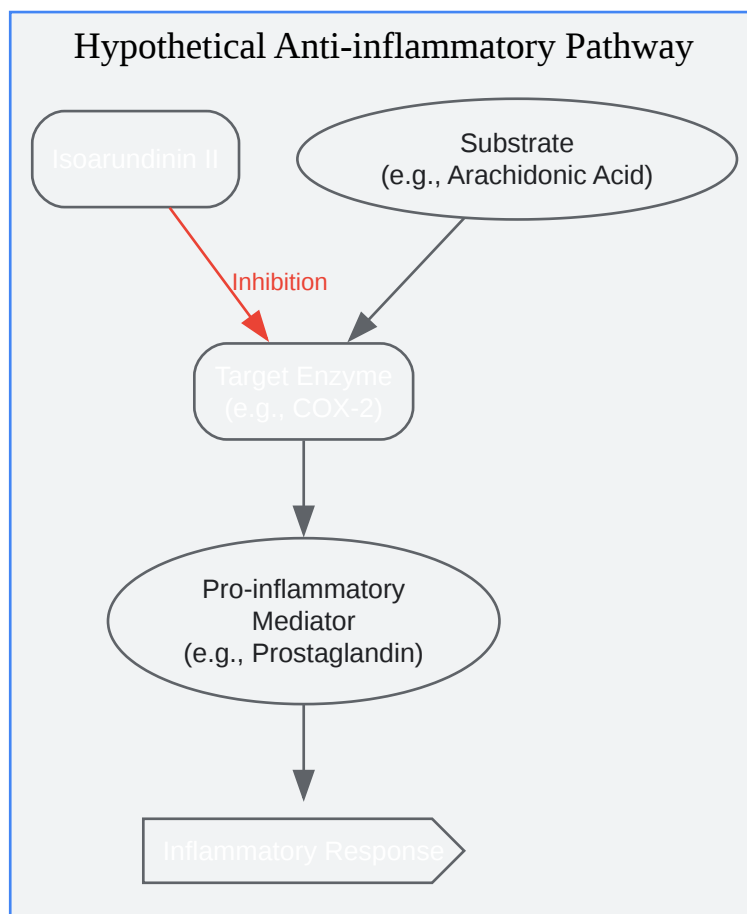 Hypothetical Anti-inflammatory Pathway
Isoarundinin II
Substrate
(e.g., Arachidonic Acid)
Inhibition
Target Enzyme
(e.g., COX-2)
Pro-inflammatory
Mediator
(e.g., Prostaglandin)
Inflammatory Response